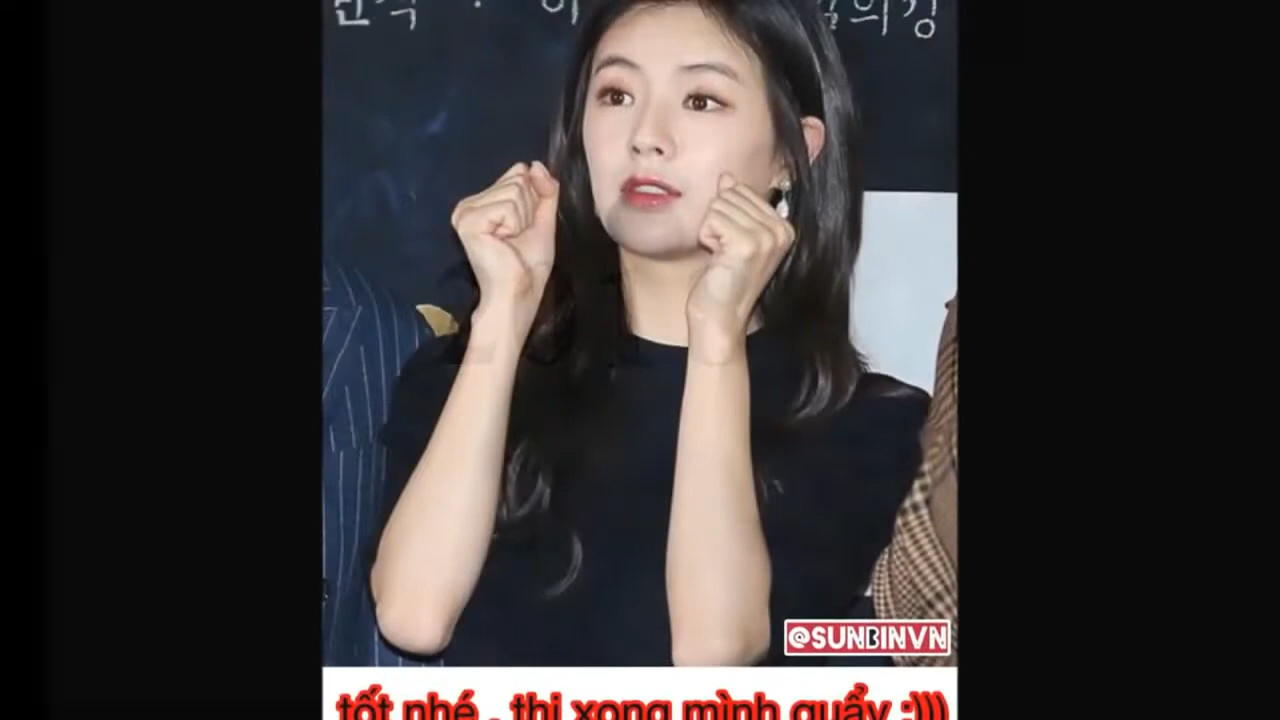 @SUNBINVN
tốt nhé , thi xong mình quẩy :)))